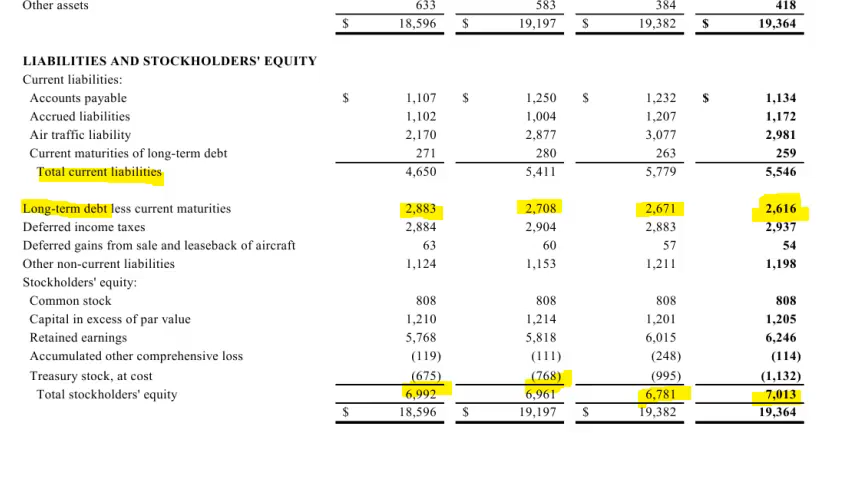 Other assets 633 583 384 418
$ 18,596 $ 19,197 $ 19,382 $ 19,364
LIABILITIES AND STOCKHOLDERS' EQUITY
Current liabilities:
Accounts payable $ 1,107 $ 1,250 $ 1,232 $ 1,134
Accrued liabilities 1,102 1,004 1,207 1,172
Air traffic liability 2,170 2,877 3,077 2,981
Current maturities of long-term debt 271 280 263 259
Total current liabilities 4,650 5,411 5,779 5,546
Long-term debt less current maturities 2,883 2,708 2,671 2,616
Deferred income taxes 2,884 2,904 2,883 2,937
Deferred gains from sale and leaseback of aircraft 63 60 57 54
Other non-current liabilities 1,124 1,153 1,211 1,198
Stockholders' equity:
Common stock 808 808 808 808
Capital in excess of par value 1,210 1,214 1,201 1,205
Retained earnings 5,768 5,818 6,015 6,246
Accumulated other comprehensive loss (119) (111) (248) (114)
Treasury stock, at cost (675) (768) (995) (1,132)
Total stockholders' equity 6,992 6,961 6,781 7,013
$ 18,596 $ 19,197 $ 19,382 $ 19,364